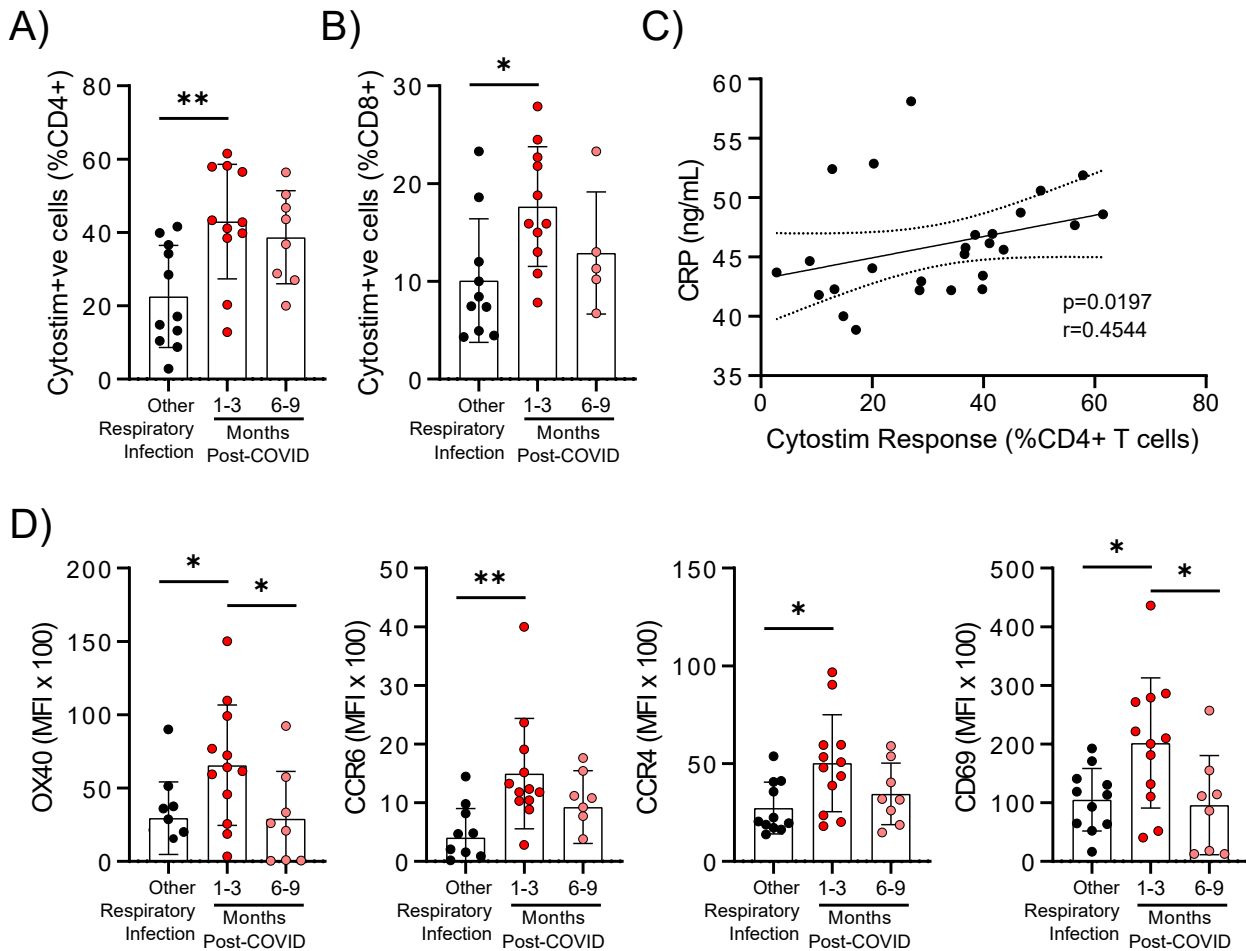 A)
Cytostim+ve cells (%CD4+)
80
60
40
20
0
**
Other
Respiratory
Infection
1-3
6-9
Months
Post-COVID
B)
Cytostim+ve cells (%CD8+)
30
20
10
0
*
Other
Respiratory
Infection
1-3
6-9
Months
Post-COVID
C)
CRP (ng/mL)
60
55
50
45
40
35
p=0.0197
r=0.4544
0
20
40
60
80
Cytostim Response (%CD4+ T cells)
D)
OX40 (MFI x 100)
200
150
100
50
0
*
*
Other
Respiratory
Infection
1-3
6-9
Months
Post-COVID
CCR6 (MFI x 100)
50
40
30
20
10
0
**
Other
Respiratory
Infection
1-3
6-9
Months
Post-COVID
CCR4 (MFI x 100)
150
100
50
0
*
Other
Respiratory
Infection
1-3
6-9
Months
Post-COVID
CD69 (MFI x 100)
500
400
300
200
100
0
*
*
Other
Respiratory
Infection
1-3
6-9
Months
Post-COVID